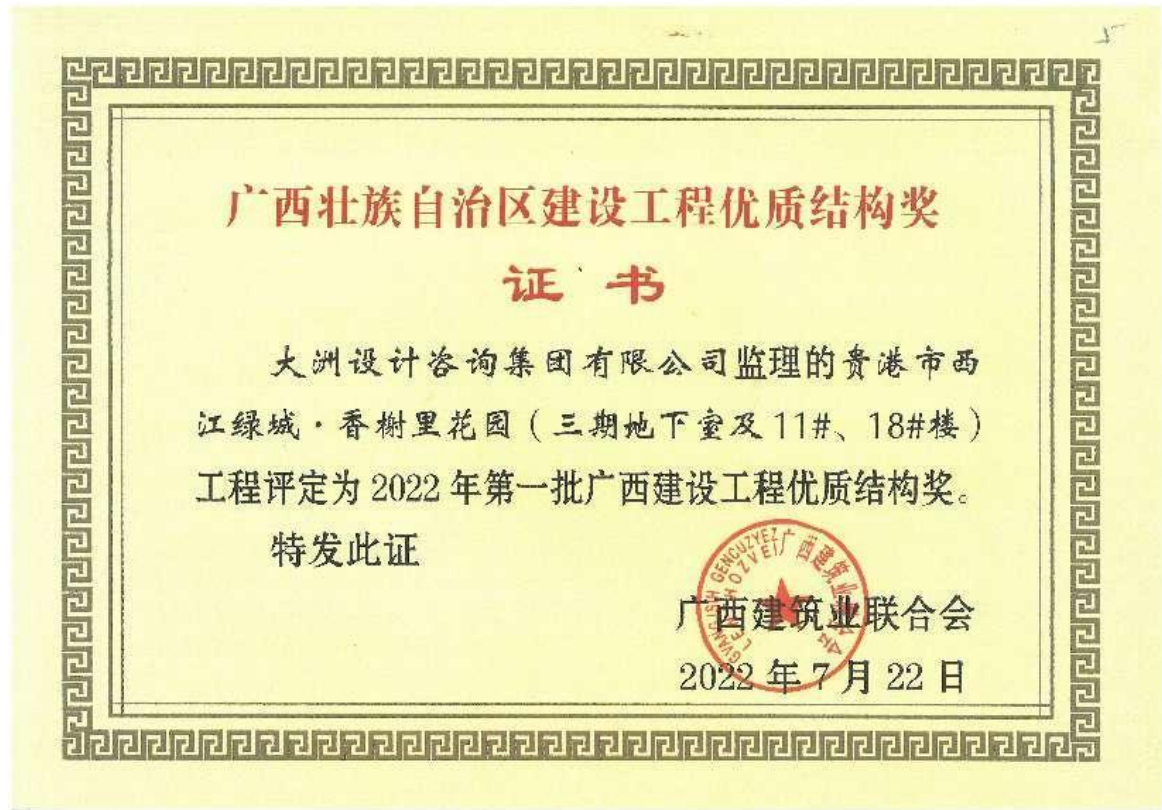 广西壮族自治区建设工程优质结构奖
证书
大洲设计咨询集团有限公司监理的贵港市西
江绿城·香榭里花园(三期地下室及11#、18#楼)
工程评定为2022年第一批广西建设工程优质结构奖。
特发此证
广西建筑业联合会
2022年7月22日